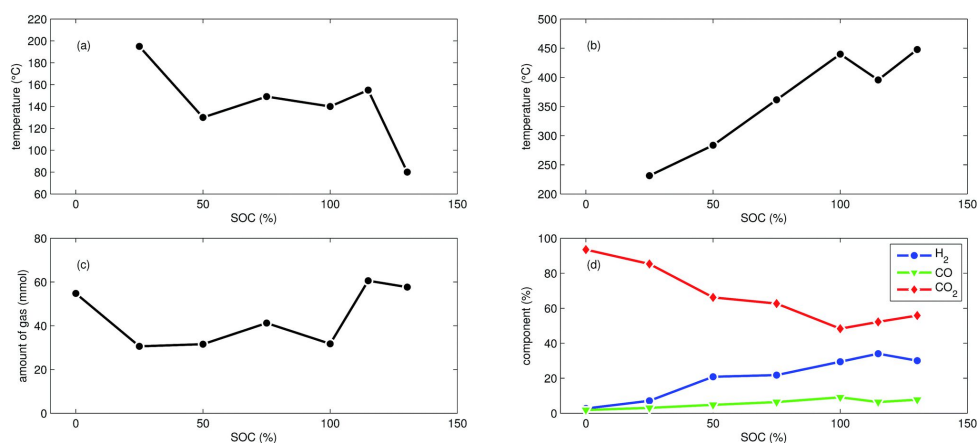 220
200
180
160
140
120
100
80
60
temperature (°C)
(a)
0
50
100
150
SOC (%)
500
450
400
350
300
250
200
temperature (°C)
(b)
0
50
100
150
SOC (%)
80
60
40
20
0
amount of gas (mmol)
(c)
0
50
100
150
SOC (%)
100
80
60
40
20
0
component (%)
(d)
H₂
CO
CO₂
0
50
100
150
SOC (%)